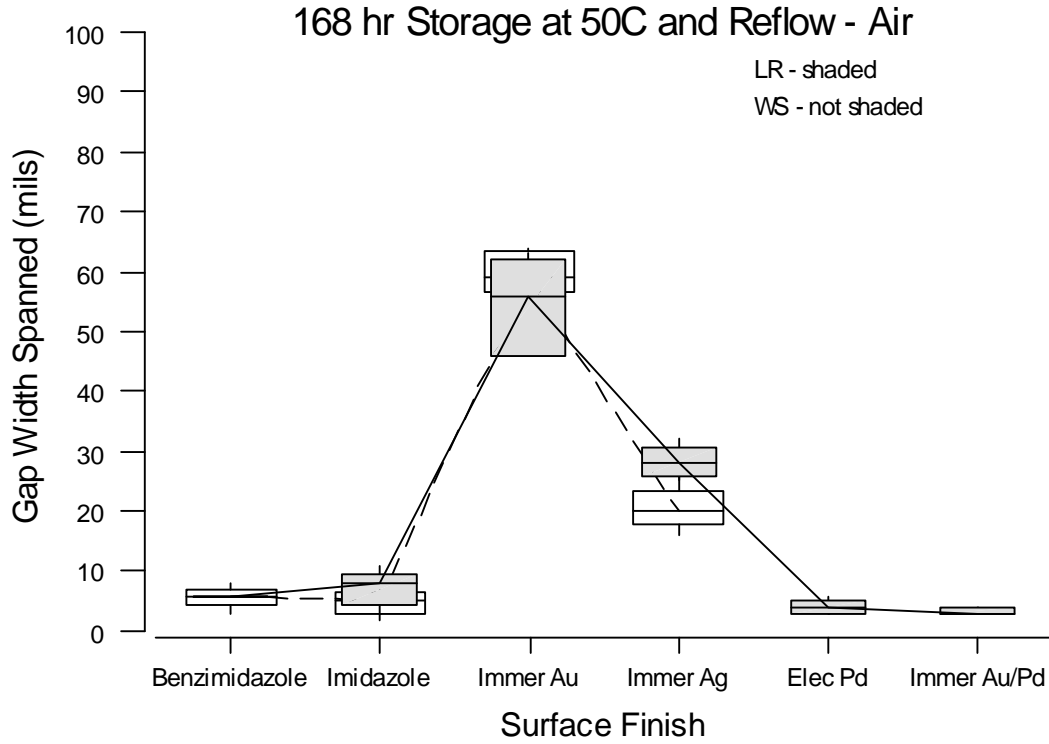 168 hr Storage at 50C and Reflow - Air
LR - shaded
WS - not shaded
Gap Width Spanned (mils)
100
90
80
70
60
50
40
30
20
10
0
Benzimidazole Imidazole Immer Au Immer Ag Elec Pd Immer Au/Pd
Surface Finish